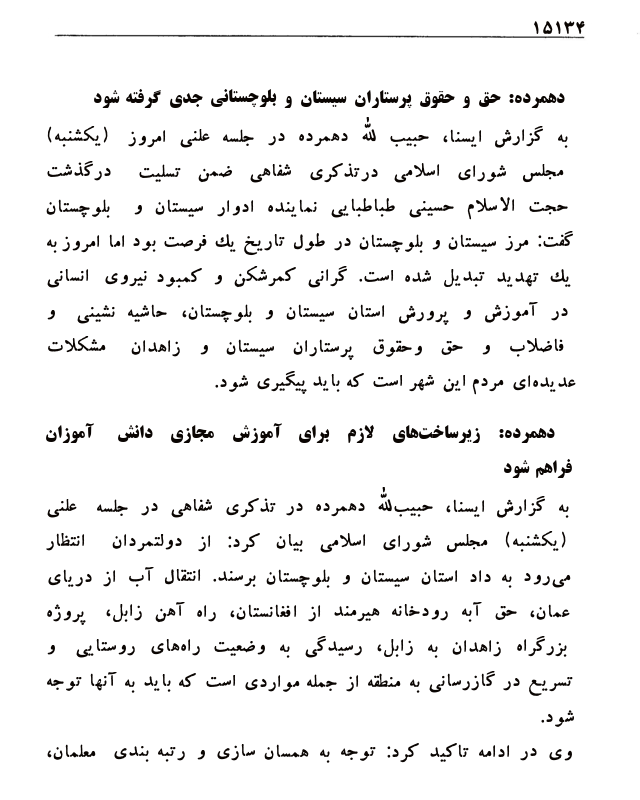 ۱۵۱۳۴
دهمرده: حق و حقوق پرستاران سیستان و بلوچستانی جدی گرفته شود
به گزارش ایسنا، حبیب الله دهمرده در جلسه علنی امروز (یکشنبه)
مجلس شورای اسلامی درتذکری شفاهی ضمن تسلیت درگذشت
حجت الاسلام حسینی طباطبایی نماینده ادوار سیستان و بلوچستان
گفت: مرز سیستان و بلوچستان در طول تاریخ یك فرصت بود اما امروز به
یك تهدید تبدیل شده است. گرانی کمرشکن و کمبود نیروی انسانی
در آموزش و پرورش استان سیستان و بلوچستان، حاشیه نشینی و
فاضلاب و حق وحقوق پرستاران سیستان و زاهدان مشکلات
عدیده‌ای مردم این شهر است که باید پیگیری شود.
دهمرده: زیرساخت‌های لازم برای آموزش مجازی دانش آموزان
فراهم شود
به گزارش ایسنا، حبیب‌الله دهمرده در تذکری شفاهی در جلسه علنی
(یکشنبه) مجلس شورای اسلامی بیان کرد: از دولتمردان انتظار
می‌رود به داد استان سیستان و بلوچستان برسند. انتقال آب از دریای
عمان، حق آبه رودخانه هیرمند از افغانستان، راه آهن زابل، پروژه
بزرگراه زاهدان به زابل، رسیدگی به وضعیت راه‌های روستایی و
تسریع در گازرسانی به منطقه از جمله مواردی است که باید به آنها توجه
شود.
وی در ادامه تاکید کرد: توجه به همسان سازی و رتبه بندی معلمان،